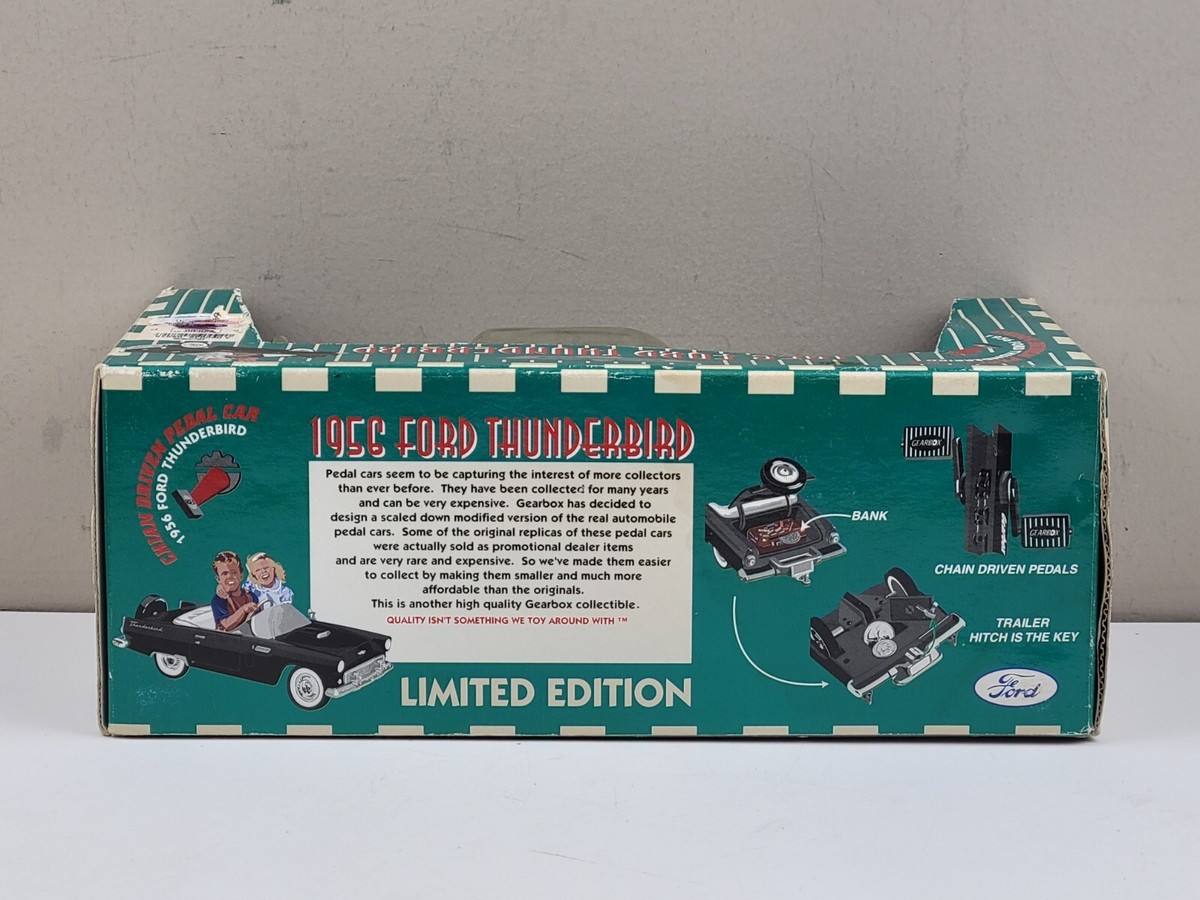 FORD THUNDERBIRD
CHIAN DRIVEN PEDAL CAR
1956 FORD THUNDERBIRD
1956 FORD THUNDERBIRD
Pedal cars seem to be capturing the interest of more collectors
than ever before. They have been collected for many years
and can be very expensive. Gearbox has decided to
design a scaled down modified version of the real automobile
pedal cars. Some of the original replicas of these pedal cars
were actually sold as promotional dealer items
and are very rare and expensive. So we've made them easier
to collect by making them smaller and much more
affordable than the originals.
This is another high quality Gearbox collectible.
QUALITY ISN'T SOMETHING WE TOY AROUND WITH ™
LIMITED EDITION
Thunderbird
BANK
GEARBOX
GEARBOX
CHAIN DRIVEN PEDALS
TRAILER
HITCH IS THE KEY
Ford